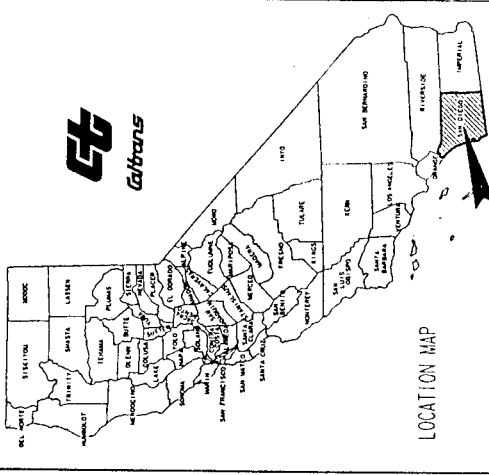 Caltrans
DEL NORTE
SISKIYOU
MODOC
HUMBOLDT
TRINITY
SHASTA
LASSEN
TEHAMA
PLUMAS
MENDOCINO
GLENN
BUTTE
SIERRA
NEVADA
LAKE
COLUSA
PLACER
SONOMA
NAPA
YOLO
EL DORADO
ALPINE
MARIN
SOLANO
SAN FRANCISCO
SAN MATEO
SANTA CRUZ
SANTA CLARA
TUOLUMNE
MONO
MARIPOSA
MERCED
MADERA
SAN BENITO
FRESNO
MONTEREY
KINGS
TULARE
INYO
SAN LUIS OBISPO
KERN
SANTA BARBARA
VENTURA
LOS ANGELES
SAN BERNARDINO
ORANGE
RIVERSIDE
SAN DIEGO
IMPERIAL
LOCATION MAP